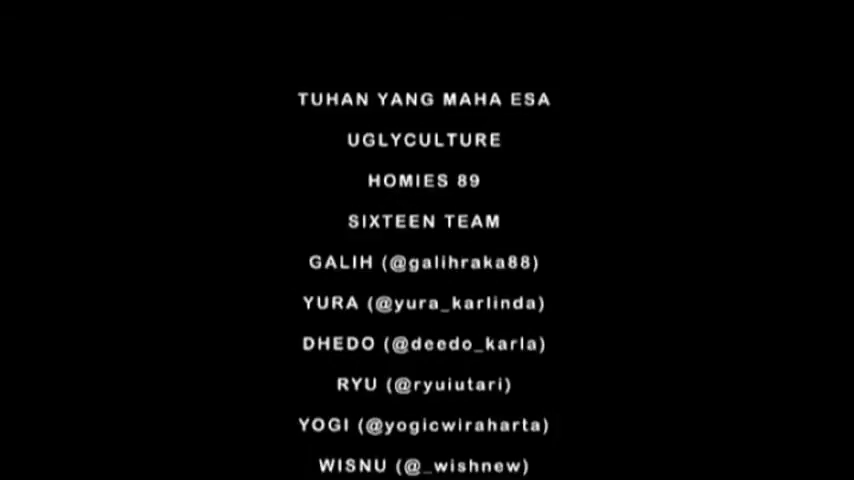 TUHAN YANG MAHA ESA
UGLYCULTURE
HOMIES 89
SIXTEEN TEAM
GALIH (@galihraka88)
YURA (@yura_karlinda)
DHEDO (@deedo_karla)
RYU (@ryuiutari)
YOGI (@yogicwiraharta)
WISNU (@_wishnew)